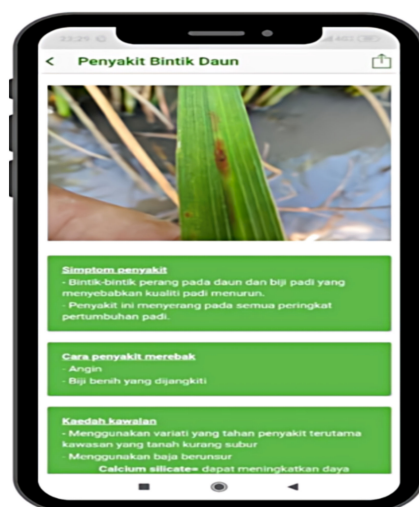 Penyakit Bintik Daun
Simptom penyakit
- Bintik-bintik perang pada daun dan biji padi yang
menyebabkan kualiti padi menurun.
- Penyakit ini menyerang pada semua peringkat
pertumbuhan padi.
Cara penyakit merebak
- Angin
- Biji benih yang dijangkiti
Kaedah kawalan
- Menggunakan variati yang tahan penyakit terutama
kawasan yang tanah kurang subur
- Menggunakan baja berunsur
Calcium silicate= dapat meningkatkan daya